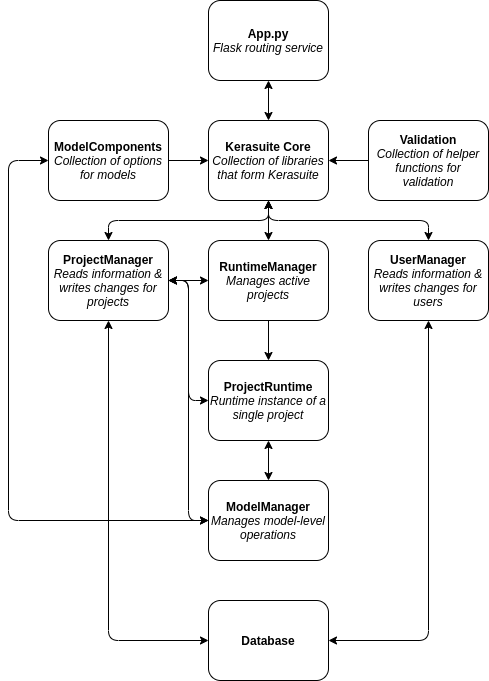 App.py
Flask routing service
ModelComponents
Collection of options
for models
Kerasuite Core
Collection of libraries
that form Kerasuite
Validation
Collection of helper
functions for
validation
ProjectManager
Reads information &
writes changes for
projects
RuntimeManager
Manages active
projects
UserManager
Reads information &
writes changes for
users
ProjectRuntime
Runtime instance of a
single project
ModelManager
Manages model-level
operations
Database